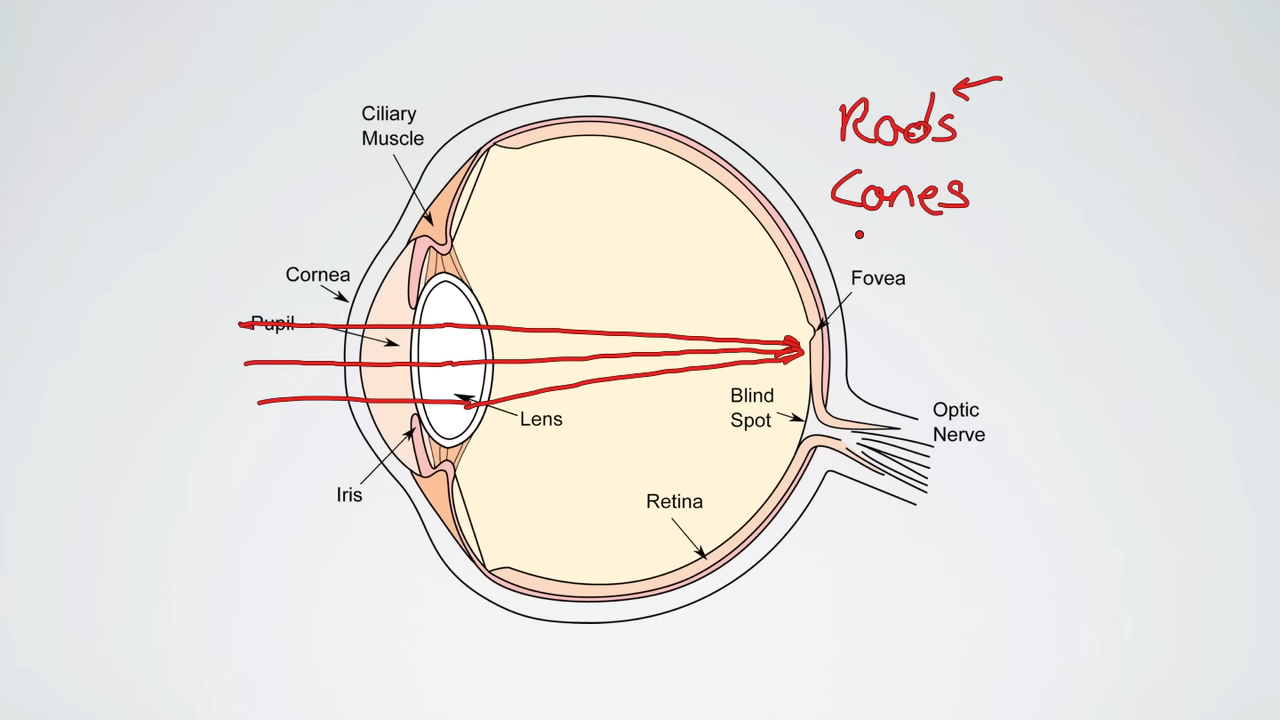 Ciliary
Muscle
Rods
Cones
Cornea
Fovea
Pupil
Blind
Spot
Lens
Optic
Nerve
Iris
Retina